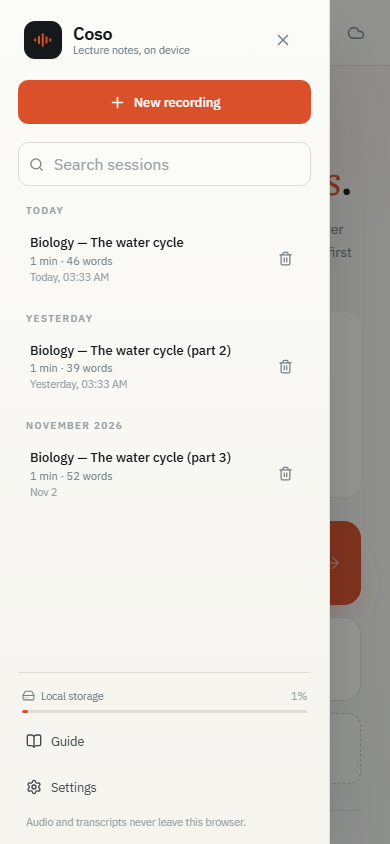 Coso
Lecture notes, on device
New recording
Search sessions
TODAY
Biology — The water cycle
1 min · 46 words
Today, 03:33 AM
YESTERDAY
Biology — The water cycle (part 2)
1 min · 39 words
Yesterday, 03:33 AM
NOVEMBER 2026
Biology — The water cycle (part 3)
1 min · 52 words
Nov 2
Local storage 1%
Guide
Settings
Audio and transcripts never leave this browser.
s.
er
first